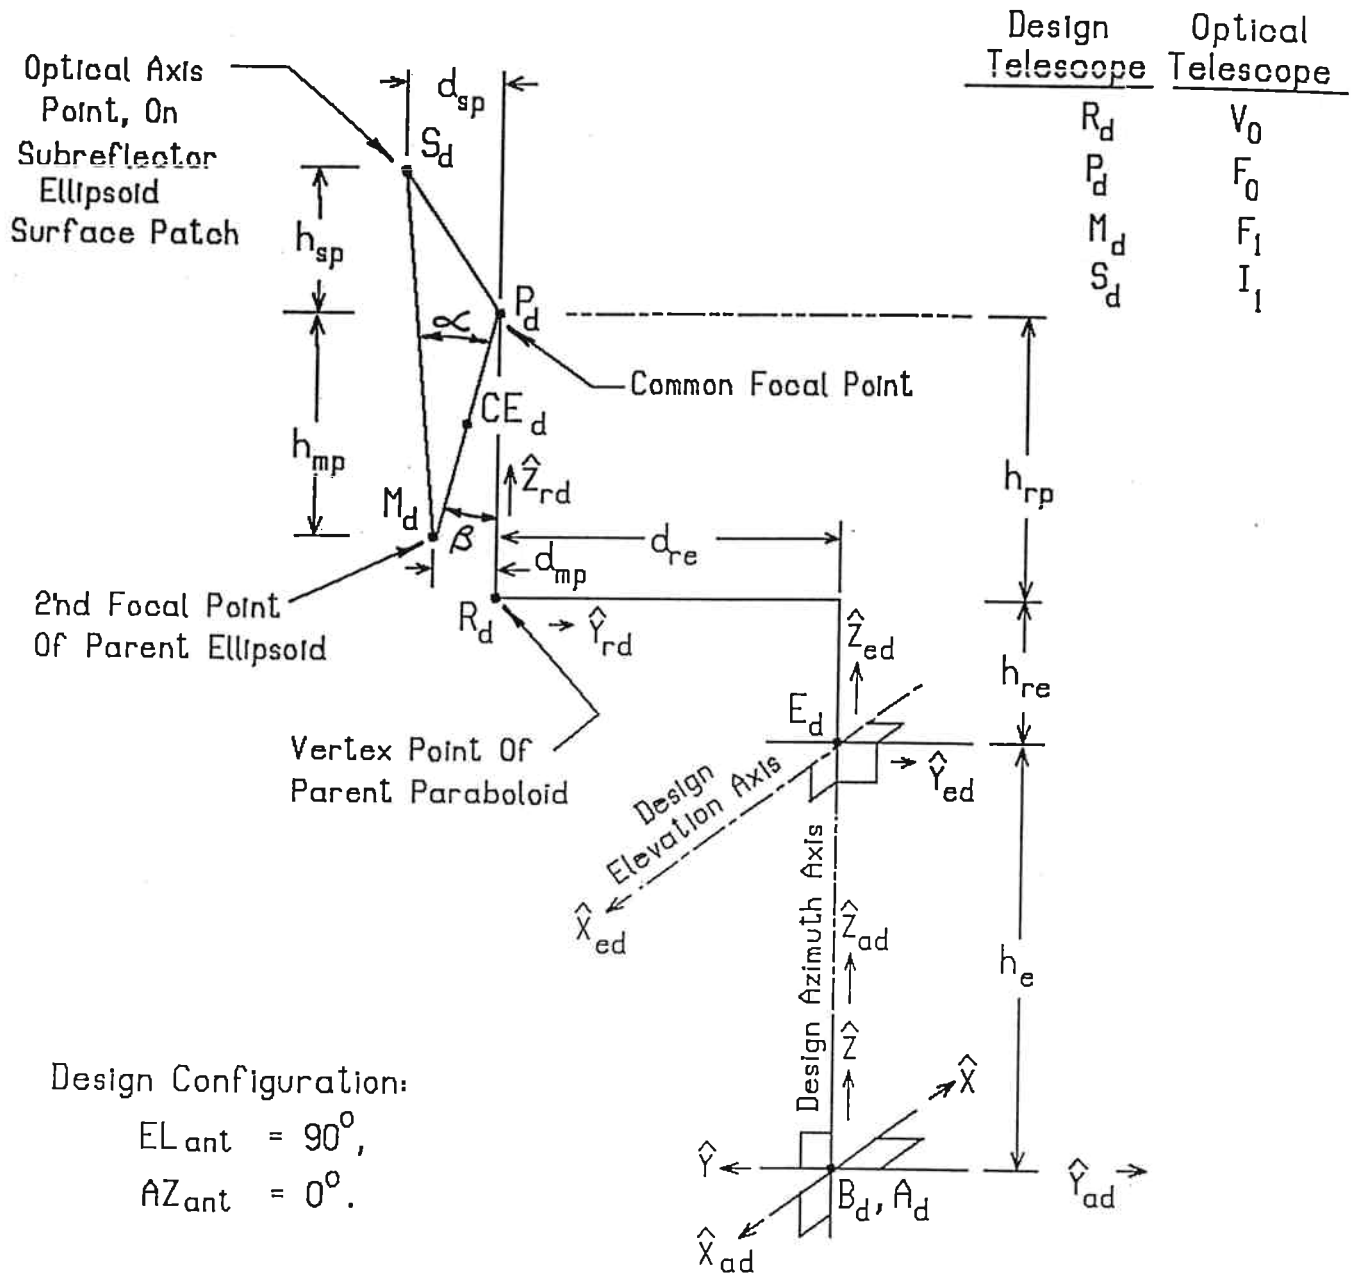 Design Optical
Telescope Telescope
R_d V_0
P_d F_0
M_d F_1
S_d I_1
Optical Axis
Point, On
Subreflector
Ellipsoid
Surface Patch
d_sp
S_d
h_sp
α
P_d
Common Focal Point
CE_d
h_mp
h_rp
Ẑ_rd
M_d
β
d_re
d_mp
2'nd Focal Point
Of Parent Ellipsoid
R_d
Ŷ_rd
Ẑ_ed
h_re
E_d
Vertex Point Of
Parent Paraboloid
Ŷ_ed
Design
Elevation Axis
X̂_ed
Design Azimuth Axis
Ẑ_ad
h_e
Ẑ
X̂
Design Configuration:
EL_ant = 90°,
AZ_ant = 0°.
Ŷ
B_d, A_d
Ŷ_ad
X̂_ad